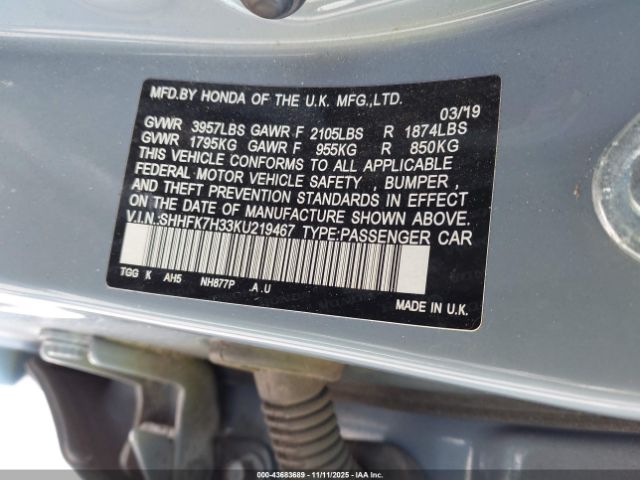 MFD.BY HONDA OF THE U.K. MFG.,LTD.
03/'19
GVWR 3957LBS GAWR F 2105LBS R 1874LBS
GVWR 1795KG GAWR F 955KG R 850KG
THIS VEHICLE CONFORMS TO ALL APPLICABLE
FEDERAL MOTOR VEHICLE SAFETY , BUMPER ,
AND THEFT PREVENTION STANDARDS IN EFFECT
ON THE DATE OF MANUFACTURE SHOWN ABOVE.
V.I.N.:SHHFK7H33KU219467 TYPE:PASSENGER CAR
TGG K AH5 NH877P .A.U
MADE IN U.K.
000-43683689 - 11/11/2025 - IAA Inc.